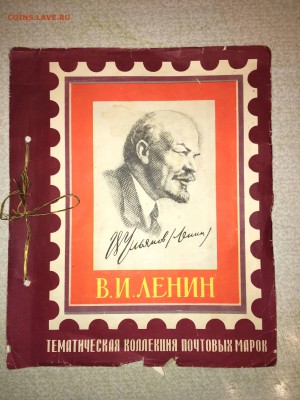 COINS.LAVE.RU
В. Ульянов (Ленин)
В.И. ЛЕНИН
ТЕМАТИЧЕСКАЯ КОЛЛЕКЦИЯ ПОЧТОВЫХ МАРОК